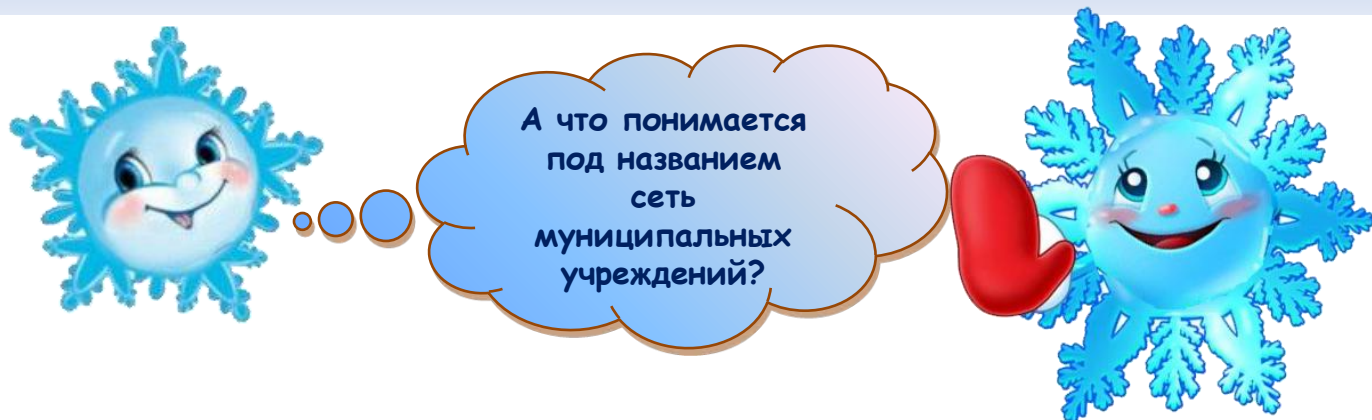 А что понимается
под названием
сеть
муниципальных
учреждений?